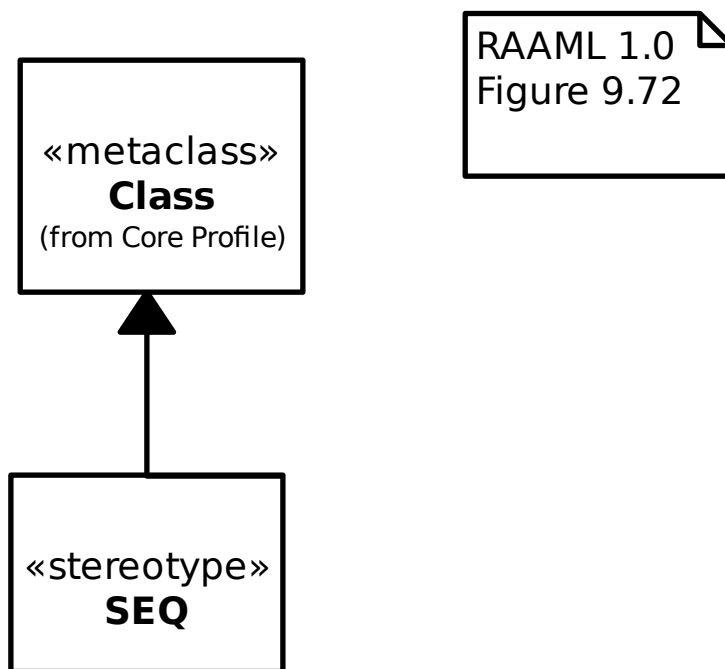 RAAML 1.0
Figure 9.72
«metaclass»
Class
(from Core Profile)
«stereotype»
SEQ